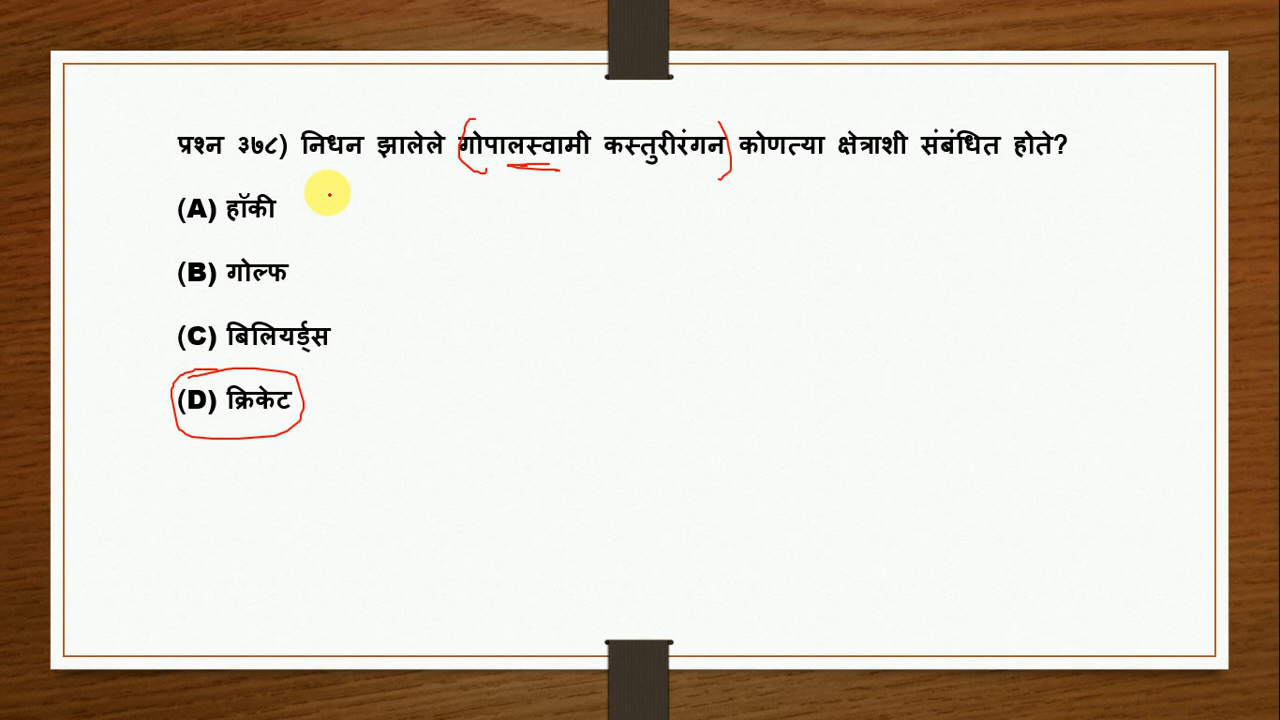 प्रश्न ३७८) निधन झालेले गोपालस्वामी कस्तुरीरंगन कोणत्या क्षेत्राशी संबंधित होते?
(A) हॉकी
(B) गोल्फ
(C) बिलियर्ड्स
(D) क्रिकेट